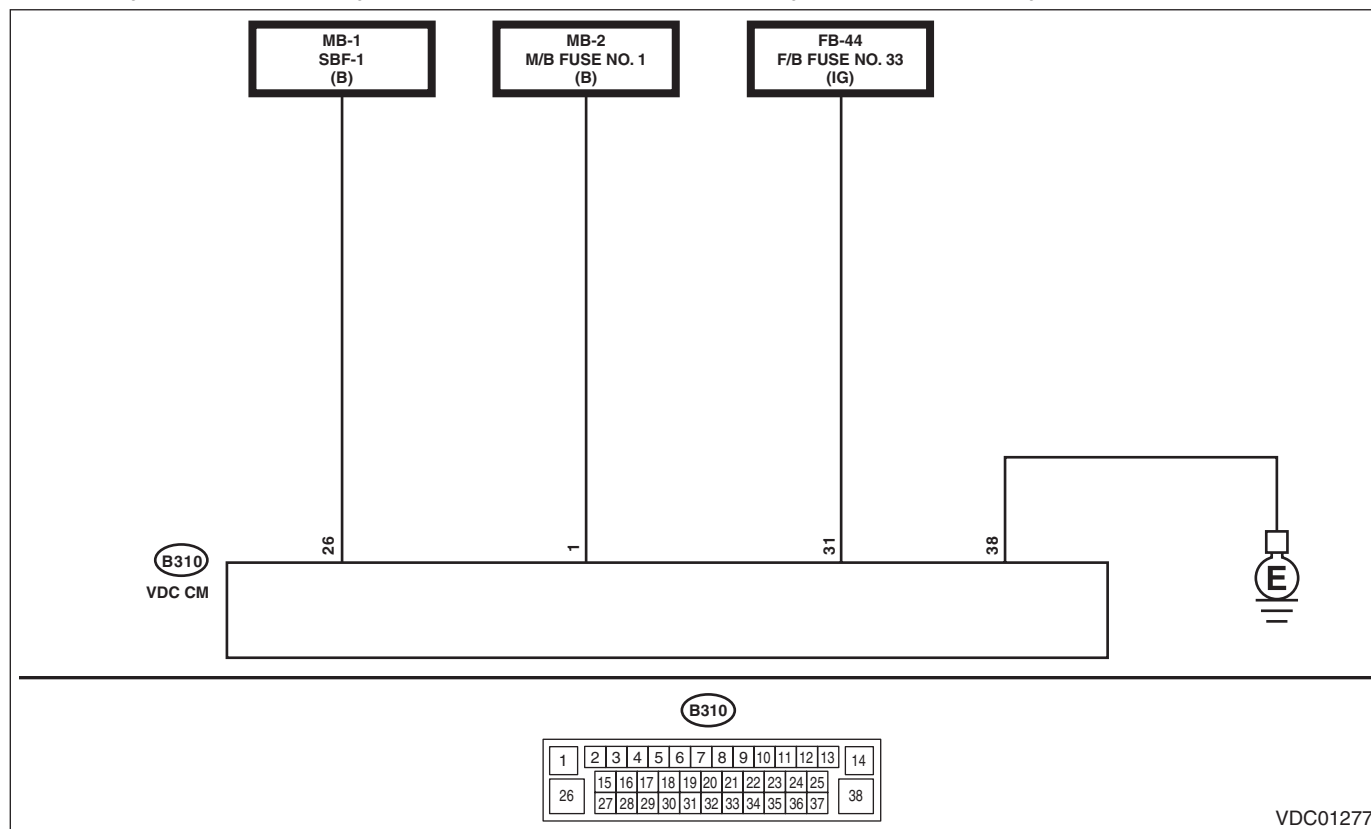 MB-1
SBF-1
(B)
MB-2
M/B FUSE NO. 1
(B)
FB-44
F/B FUSE NO. 33
(IG)
26
1
31
38
B310
VDC CM
E
B310
1 2 3 4 5 6 7 8 9 10 11 12 13 14
15 16 17 18 19 20 21 22 23 24 25
26 27 28 29 30 31 32 33 34 35 36 37 38
VDC01277